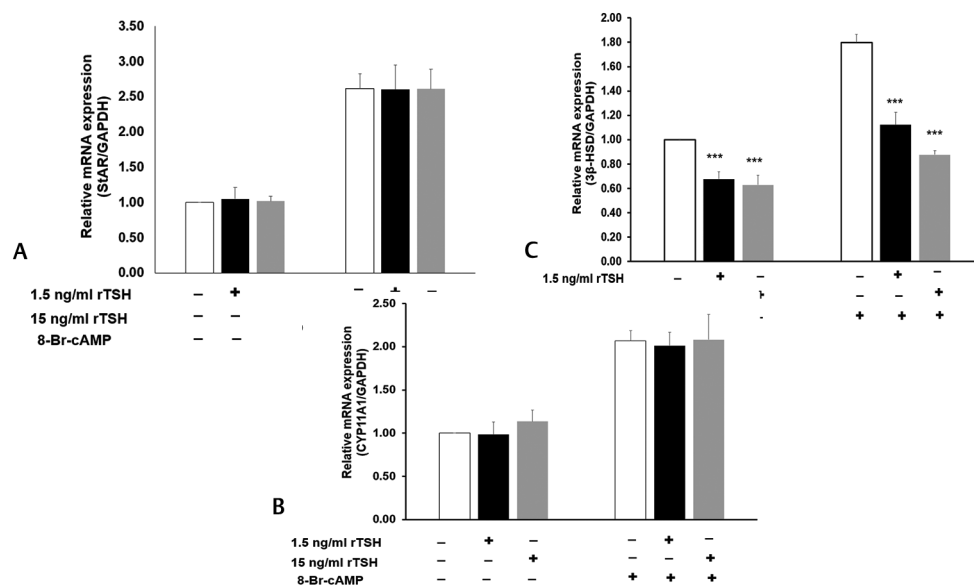 3.50
3.00
2.50
2.00
1.50
1.00
0.50
0.00
Relative mRNA expression
(StAR/GAPDH)
A
− + − + −
1.5 ng/ml rTSH
15 ng/ml rTSH − −
8-Br-cAMP − −
2.00
1.80
1.60
1.40
1.20
1.00
0.80
0.60
0.40
0.20
0.00
Relative mRNA expression
(3β-HSD/GAPDH)
*** ***
*** ***
C
1.5 ng/ml rTSH − + − − + −
− − +
+ + +
2.50
2.00
1.50
1.00
0.50
0.00
Relative mRNA expression
(CYP11A1/GAPDH)
B
1.5 ng/ml rTSH − + − − + −
15 ng/ml rTSH − − + − − +
8-Br-cAMP − − − + + +